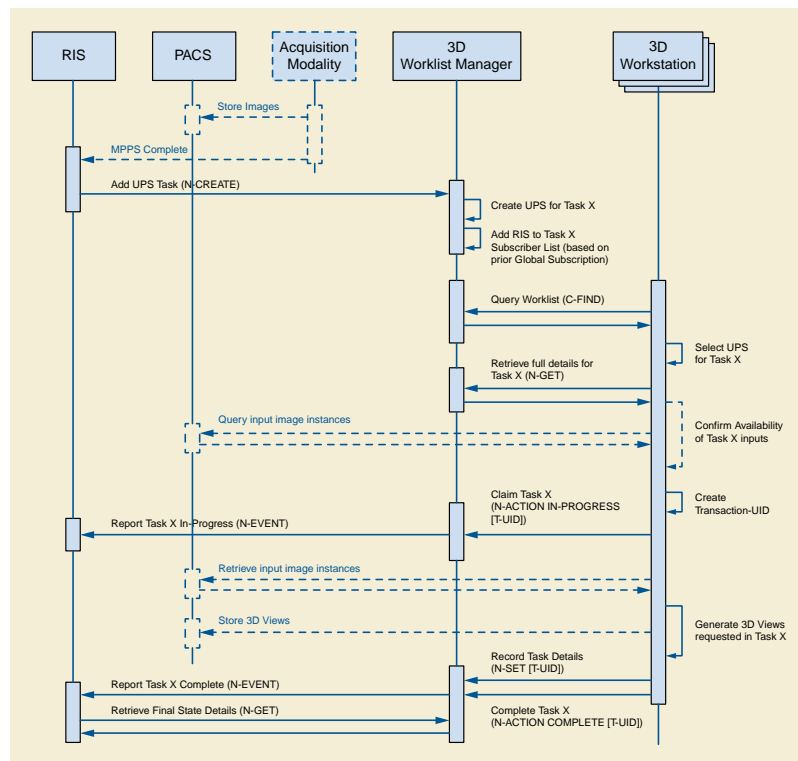 RIS
PACS
Acquisition
Modality
3D
Worklist Manager
3D
Workstation
Store Images
MPPS Complete
Add UPS Task (N-CREATE)
Create UPS for Task X
Add RIS to Task X
Subscriber List (based on
prior Global Subscription)
Query Worklist (C-FIND)
Select UPS
for Task X
Retrieve full details for
Task X (N-GET)
Query input image instances
Confirm Availability
of Task X inputs
Claim Task X
(N-ACTION IN-PROGRESS
[T-UID])
Create
Transaction-UID
Report Task X In-Progress (N-EVENT)
Retrieve input image instances
Store 3D Views
Generate 3D Views
requested in Task X
Record Task Details
(N-SET [T-UID])
Report Task X Complete (N-EVENT)
Retrieve Final State Details (N-GET)
Complete Task X
(N-ACTION COMPLETE [T-UID])